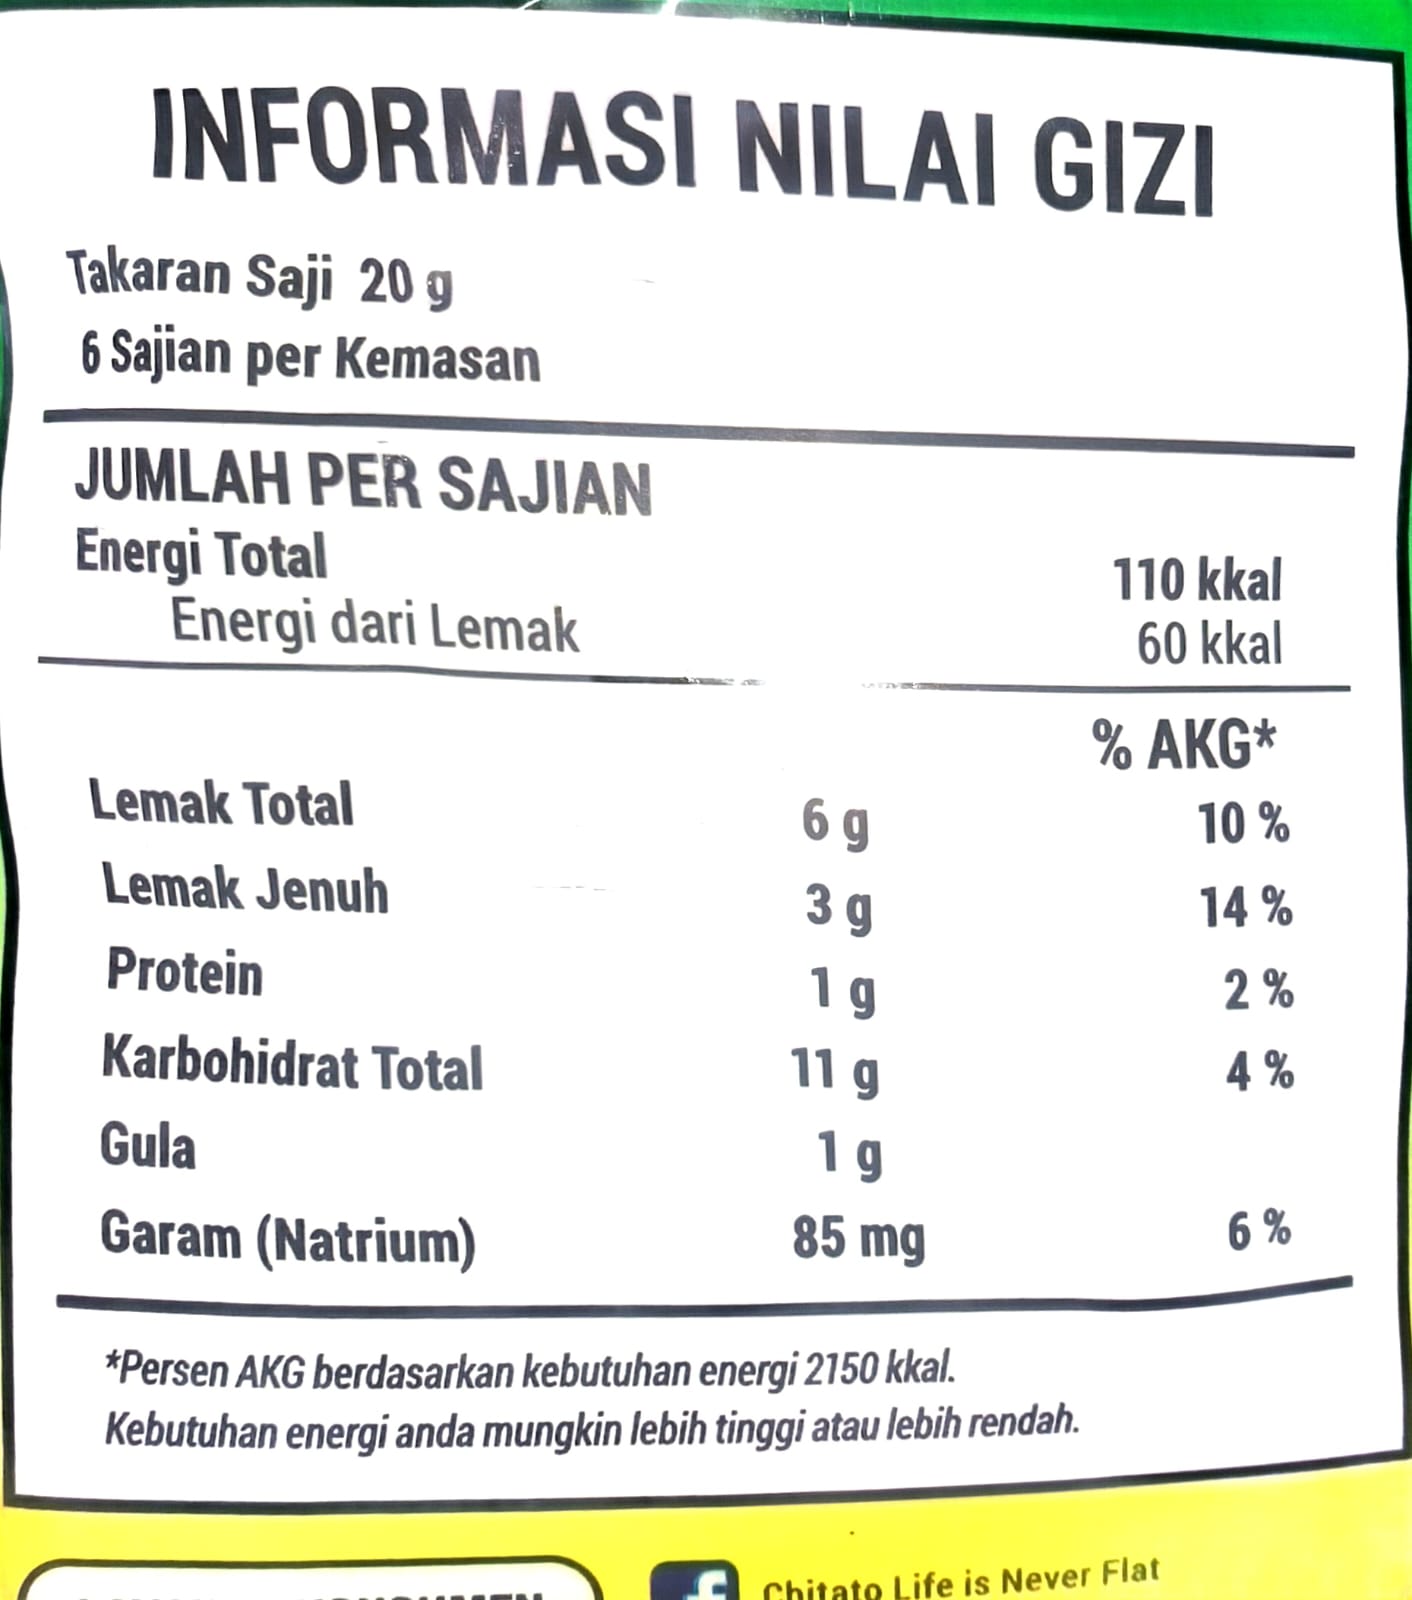 INFORMASI NILAI GIZI
Takaran Saji 20 g
6 Sajian per Kemasan
JUMLAH PER SAJIAN
Energi Total 110 kkal
Energi dari Lemak 60 kkal
% AKG*
Lemak Total 6 g 10 %
Lemak Jenuh 3 g 14 %
Protein 1 g 2 %
Karbohidrat Total 11 g 4 %
Gula 1 g
Garam (Natrium) 85 mg 6 %
*Persen AKG berdasarkan kebutuhan energi 2150 kkal.
Kebutuhan energi anda mungkin lebih tinggi atau lebih rendah.
Chitato Life is Never Flat